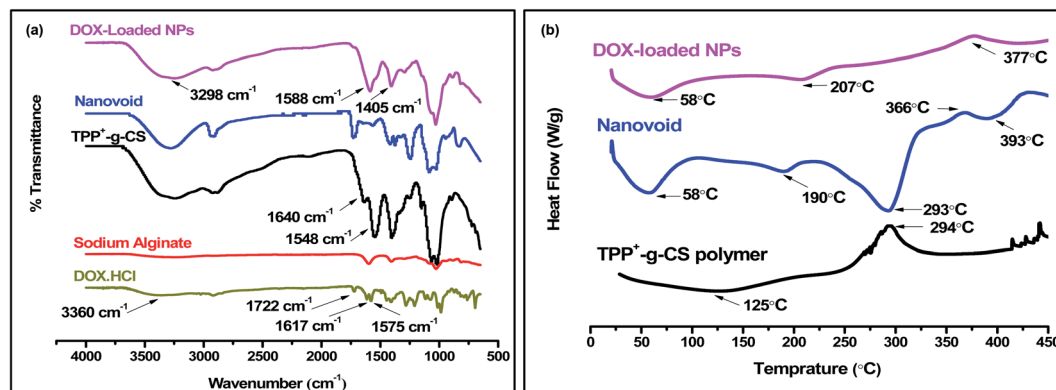 (a)
DOX-Loaded NPs
3298 cm-1
1588 cm-1
1405 cm-1
Nanovoid
TPP+-g-CS
1640 cm-1
1548 cm-1
Sodium Alginate
DOX.HCl
3360 cm-1
1722 cm-1
1617 cm-1
1575 cm-1
% Transmittance
4000 3500 3000 2500 2000 1500 1000 500
Wavenumber (cm-1)
(b)
DOX-loaded NPs
58°C
207°C
377°C
Nanovoid
58°C
190°C
293°C
366°C
393°C
TPP+-g-CS polymer
125°C
294°C
Heat Flow (W/g)
0 50 100 150 200 250 300 350 400 450
Temprature (°C)